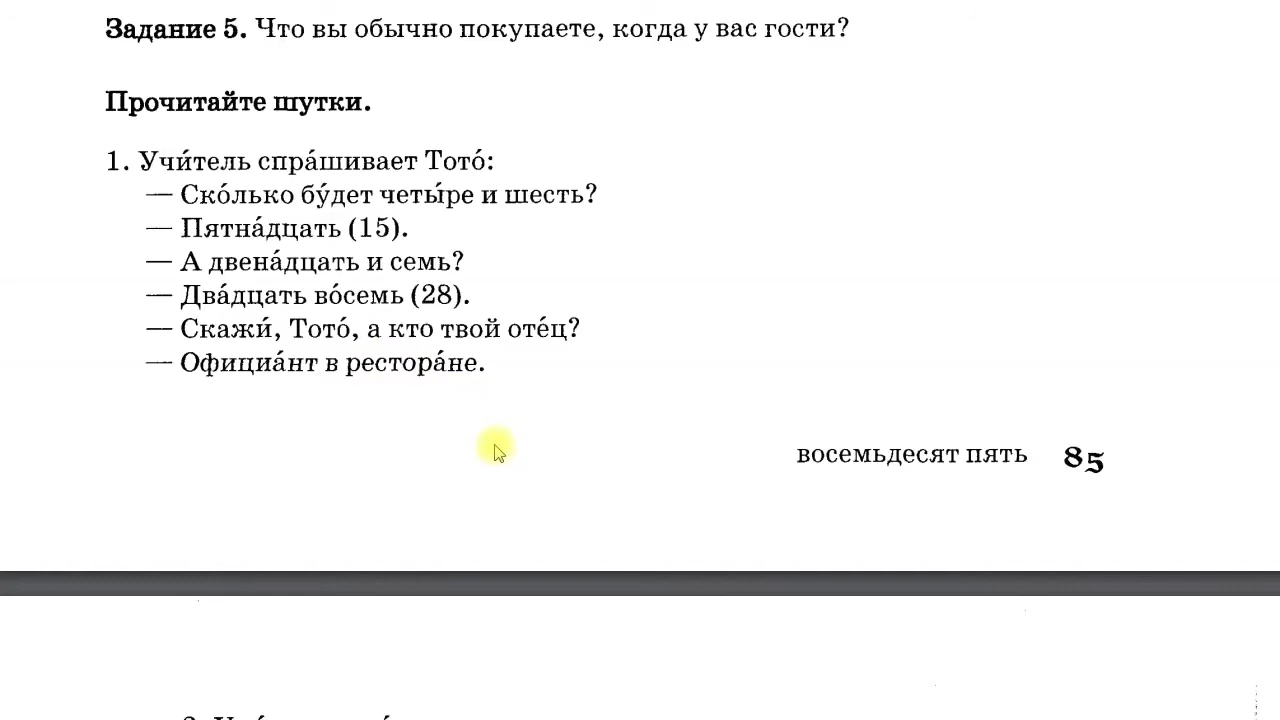 Задание 5. Что вы обычно покупаете, когда у вас гости?
Прочитайте шутки.
1. Учи́тель спра́шивает Тото́:
— Ско́лько бу́дет четы́ре и шесть?
— Пятна́дцать (15).
— А двена́дцать и семь?
— Два́дцать во́семь (28).
— Скажи́, Тото́, а кто твой оте́ц?
— Официа́нт в рестора́не.
восемьдесят пять 85